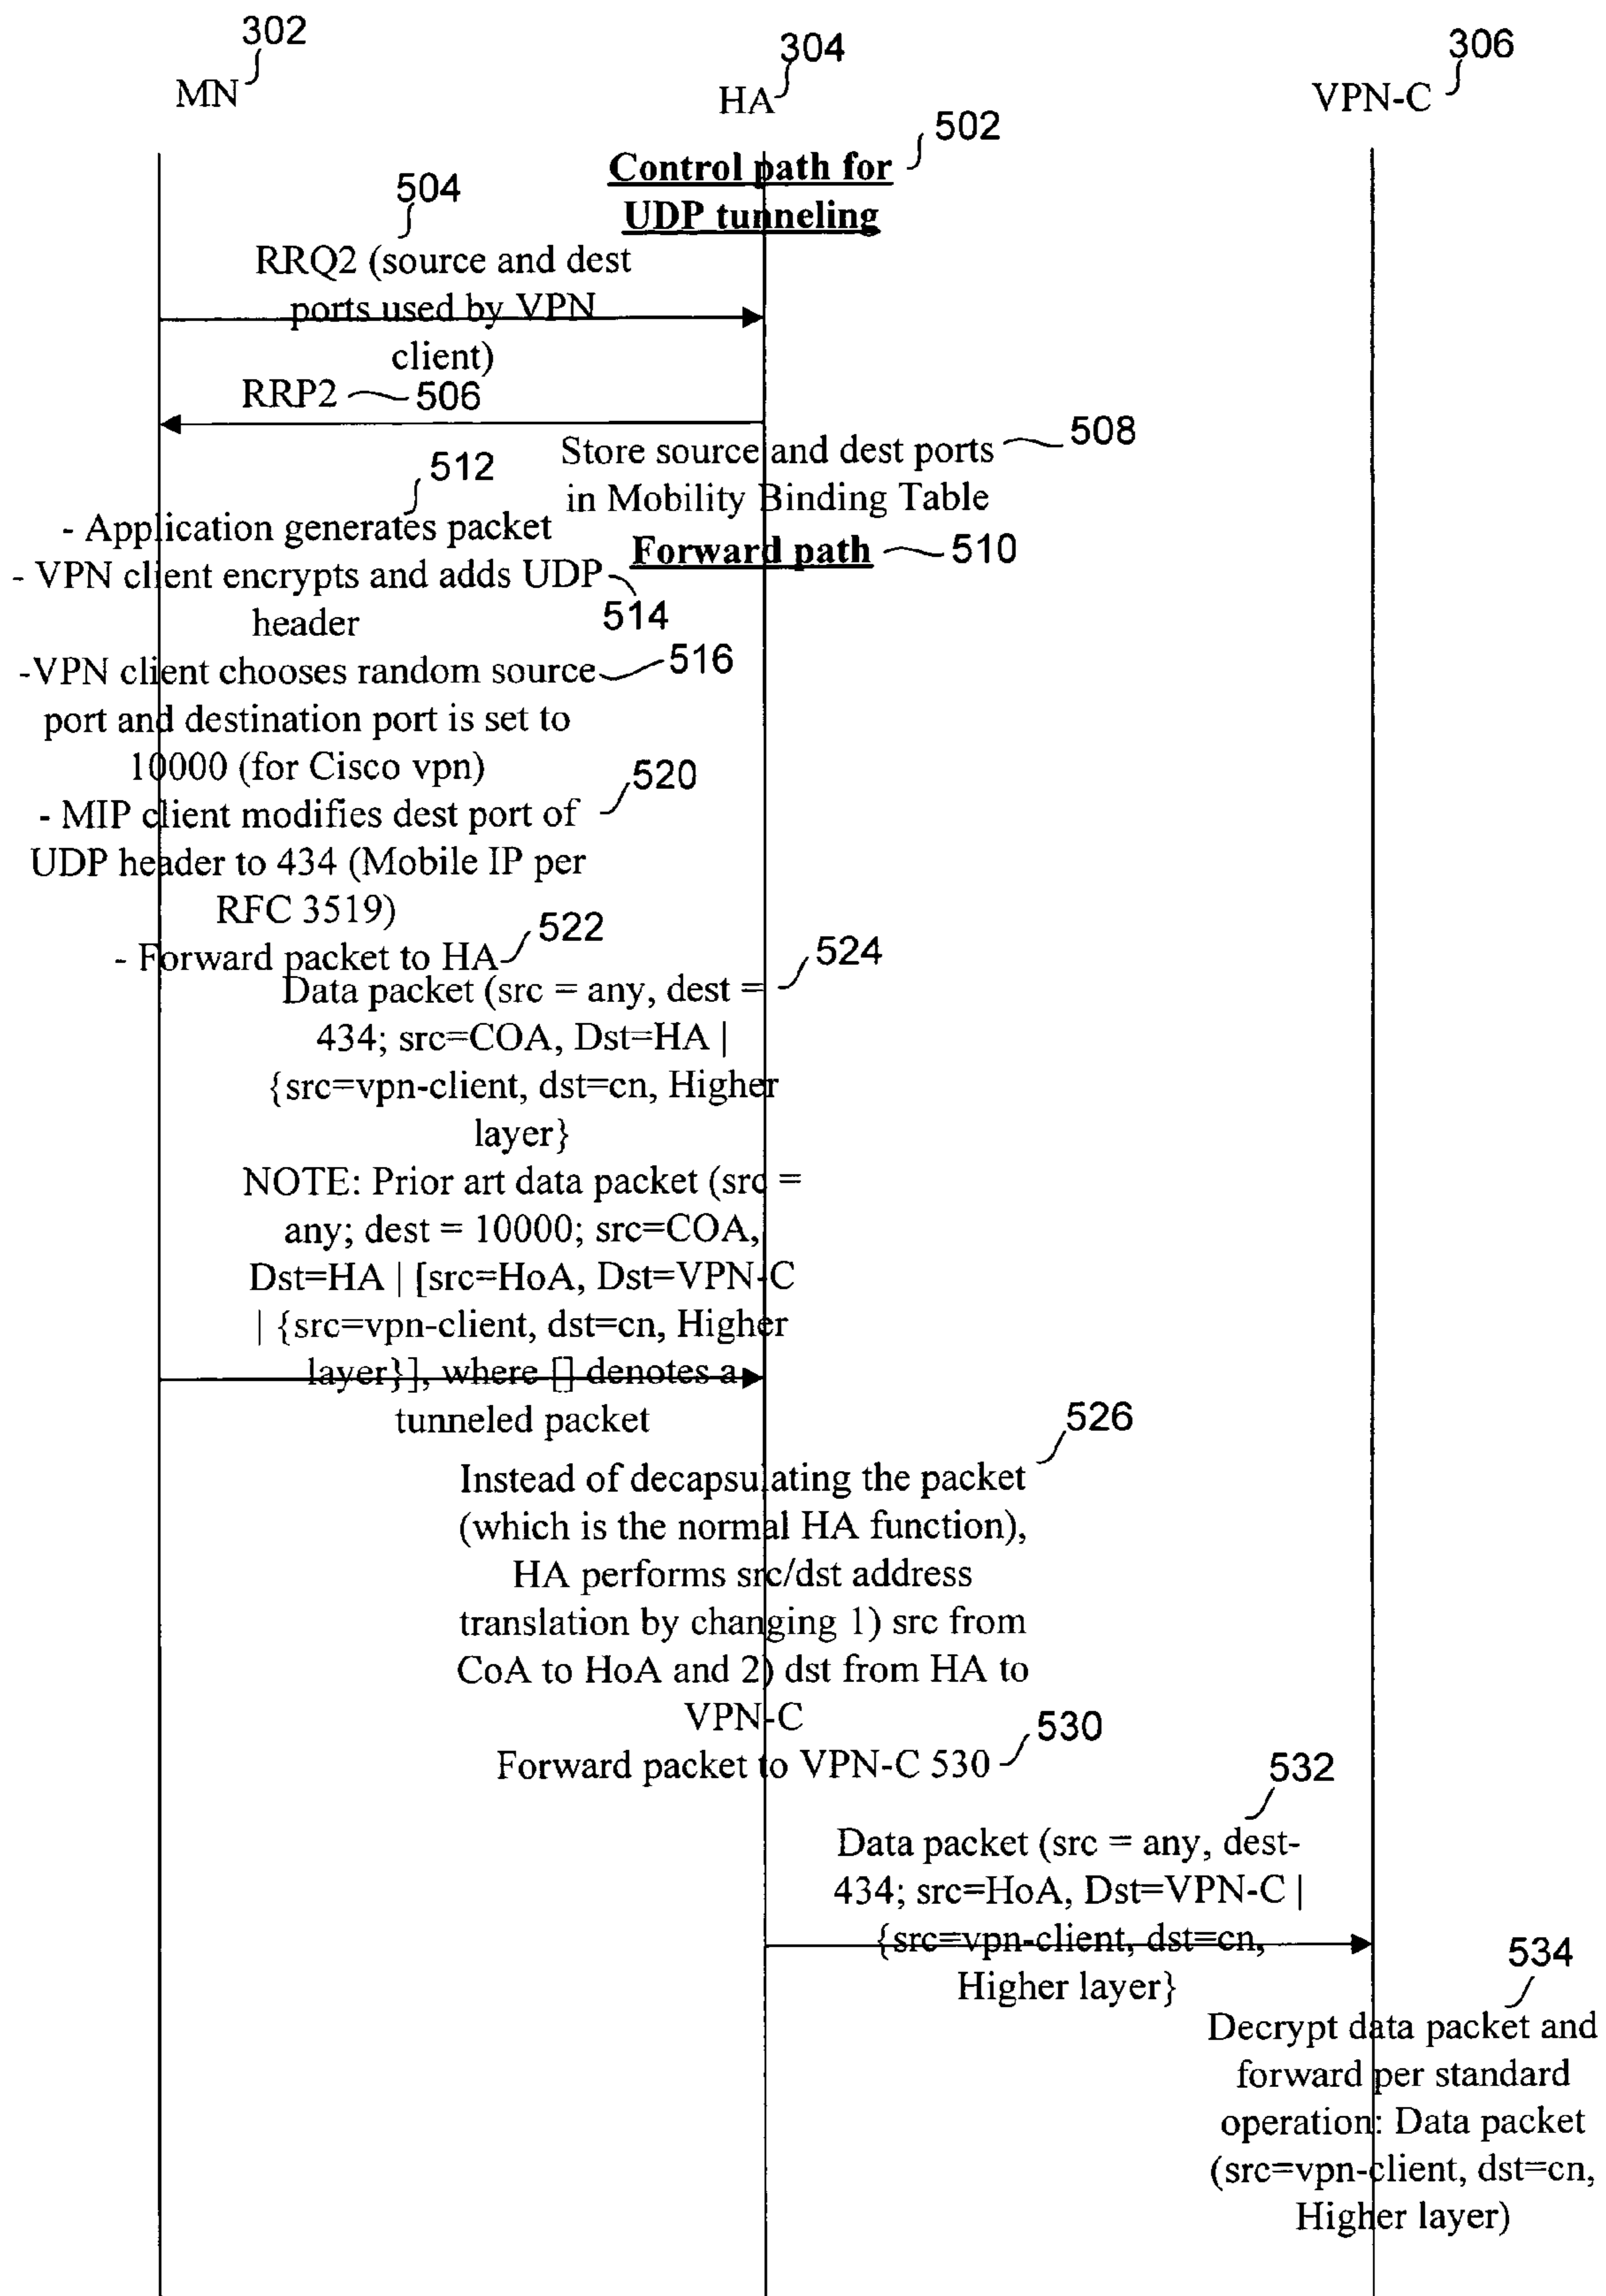 302
304
306
MN
HA
VPN-C
502
Control path for
UDP tunneling
504
RRQ2 (source and dest
ports used by VPN
client)
RRP2
506
Store source and dest ports
in Mobility Binding Table
508
Forward path
510
512
- Application generates packet
- VPN client encrypts and adds UDP
header
514
-VPN client chooses random source
port and destination port is set to
10000 (for Cisco vpn)
516
- MIP client modifies dest port of
UDP header to 434 (Mobile IP per
RFC 3519)
520
- Forward packet to HA
522
524
Data packet (src = any, dest =
434; src=COA, Dst=HA |
{src=vpn-client, dst=cn, Higher
layer}
NOTE: Prior art data packet (src =
any; dest = 10000; src=COA,
Dst=HA | [src=HoA, Dst=VPN-C
| {src=vpn-client, dst=cn, Higher
layer}], where [] denotes a
tunneled packet
526
Instead of decapsulating the packet
(which is the normal HA function),
HA performs src/dst address
translation by changing 1) src from
CoA to HoA and 2) dst from HA to
VPN-C
Forward packet to VPN-C 530
530
532
Data packet (src = any, dest-
434; src=HoA, Dst=VPN-C |
{src=vpn-client, dst=cn,
Higher layer}
534
Decrypt data packet and
forward per standard
operation: Data packet
(src=vpn-client, dst=cn,
Higher layer)